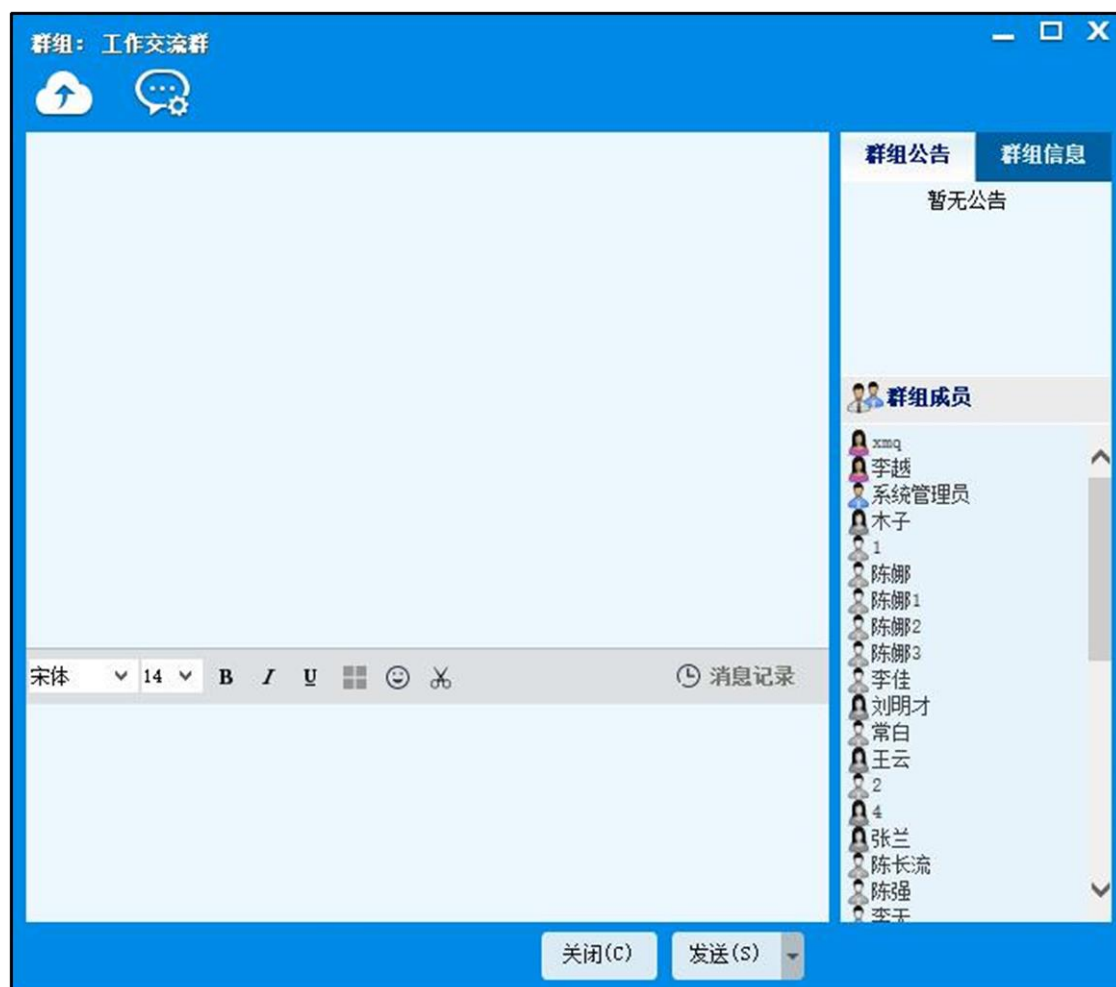 群组： 工作交流群
群组公告 群组信息
暂无公告
群组成员
xmq
李越
系统管理员
木子
1
陈娜
陈娜1
陈娜2
陈娜3
李佳
刘明才
常白
王云
2
4
张兰
陈长流
陈强
李天
宋体 14 B I U 消息记录
关闭(C) 发送(S)